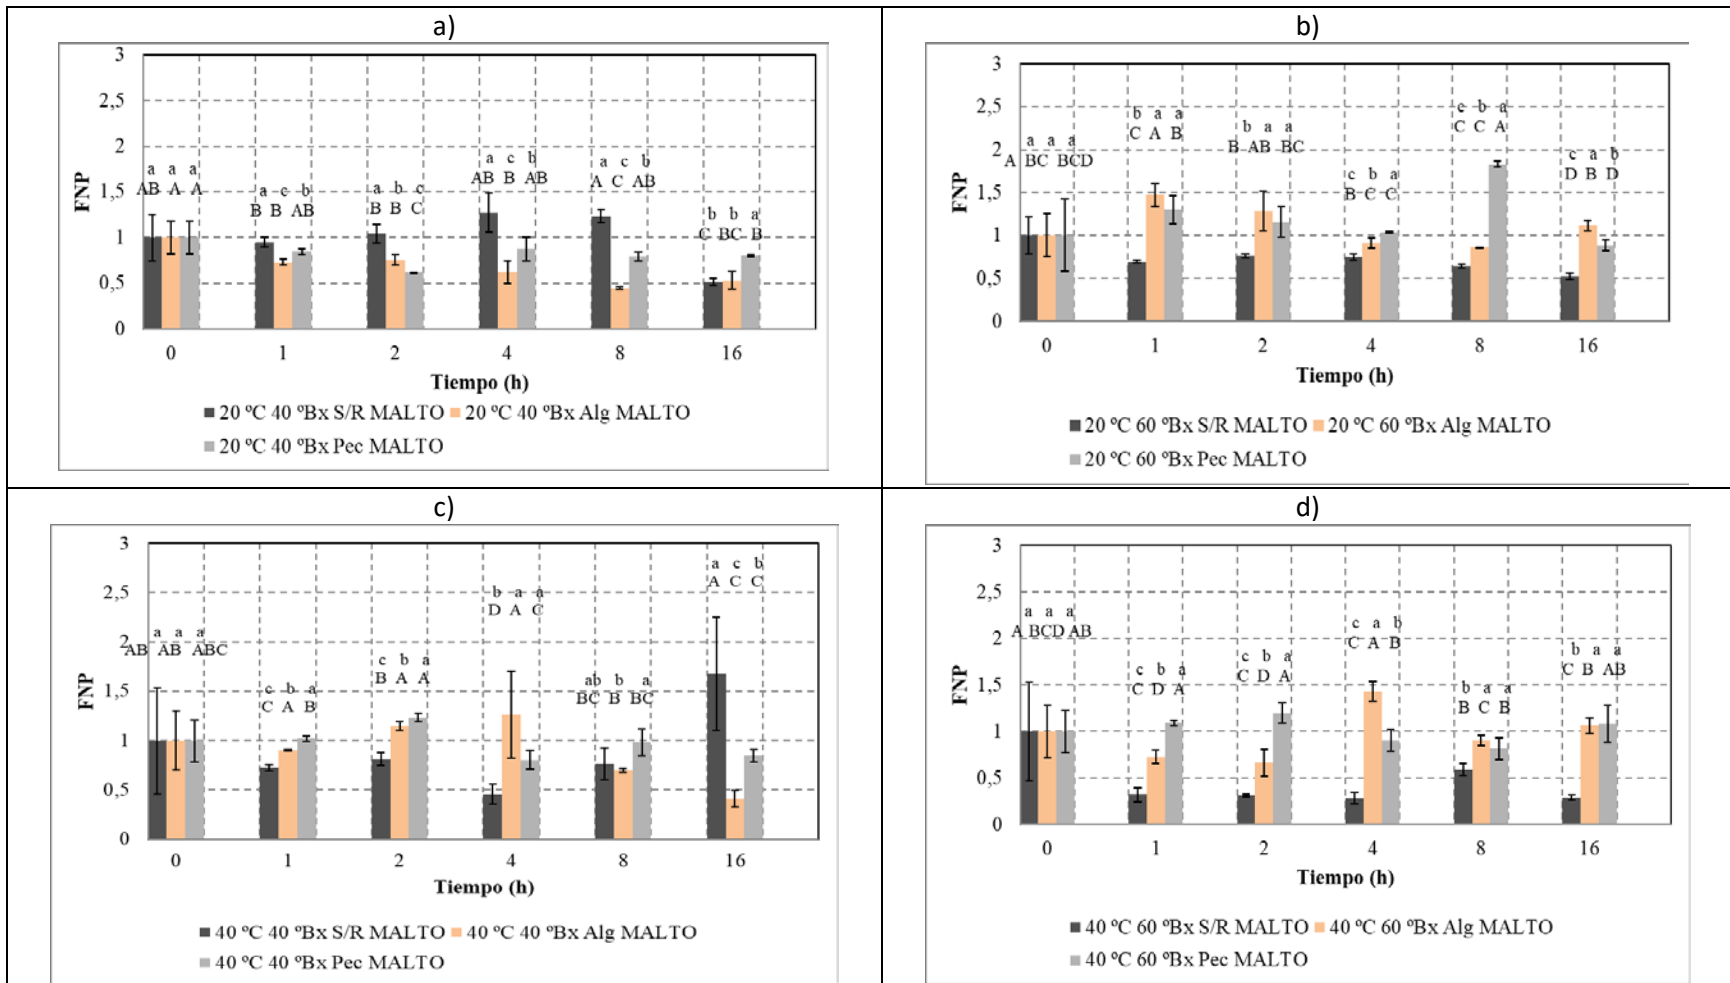 a)
3
2,5
2
1,5
1
0,5
0
FNP
a a a
AB A A
a c b
B B AB
a b c
B B C
a c b
AB B AB
a c b
A C AB
b b a
C BC B
0 1 2 4 8 16
Tiempo (h)
20 ºC 40 ºBx S/R MALTO 20 ºC 40 ºBx Alg MALTO
20 ºC 40 ºBx Pec MALTO
b)
3
2,5
2
1,5
1
0,5
0
FNP
a a a
A BC BCD
b a a
C A B
b a a
B AB BC
c b a
B C C
c b a
C C A
c a b
D B D
0 1 2 4 8 16
Tiempo (h)
20 ºC 60 ºBx S/R MALTO 20 ºC 60 ºBx Alg MALTO
20 ºC 60 ºBx Pec MALTO
c)
3
2,5
2
1,5
1
0,5
0
FNP
a a a
AB AB ABC
c b a
C A B
c b a
B A A
b a a
D A C
ab b a
BC B BC
a c b
A C C
0 1 2 4 8 16
Tiempo (h)
40 ºC 40 ºBx S/R MALTO 40 ºC 40 ºBx Alg MALTO
40 ºC 40 ºBx Pec MALTO
d)
3
2,5
2
1,5
1
0,5
0
FNP
a a a
A BCD AB
c b a
C D A
c b a
C D A
c a b
C A B
b a a
B C B
b a a
C B AB
0 1 2 4 8 16
Tiempo (h)
40 ºC 60 ºBx S/R MALTO 40 ºC 60 ºBx Alg MALTO
40 ºC 60 ºBx Pec MALTO